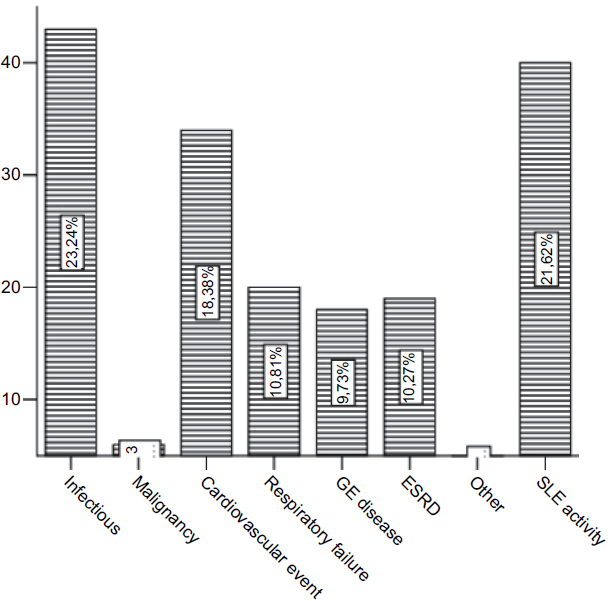 40
30
20
10
23,24%
3
18,38%
10,81%
9,73%
10,27%
21,62%
Infectious
Malignancy
Cardiovascular event
Respiratory failure
GE disease
ESRD
Other
SLE activity